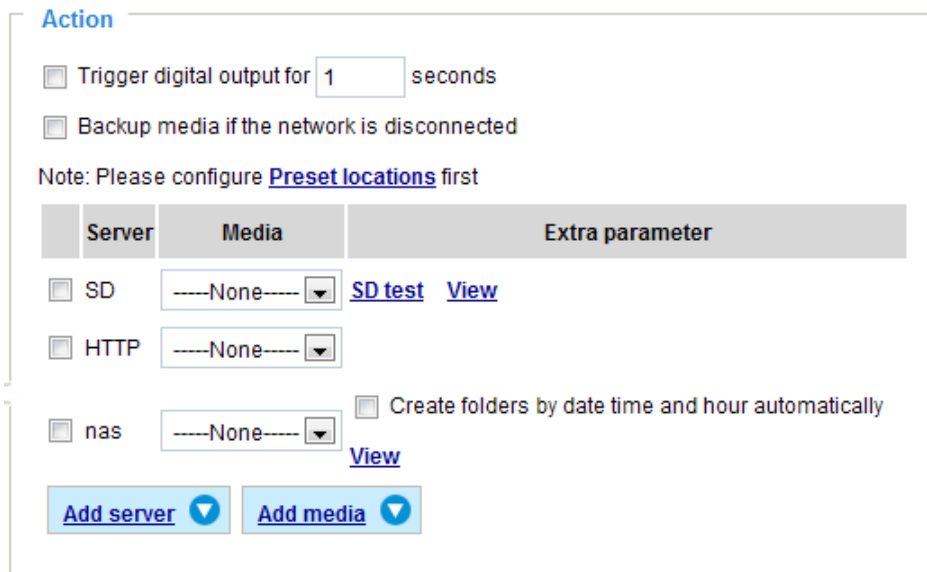 Action
Trigger digital output for 1 seconds
Backup media if the network is disconnected
Note: Please configure Preset locations first
Server Media Extra parameter
SD -----None----- SD test View
HTTP -----None-----
Create folders by date time and hour automatically
nas -----None-----
View
Add server Add media